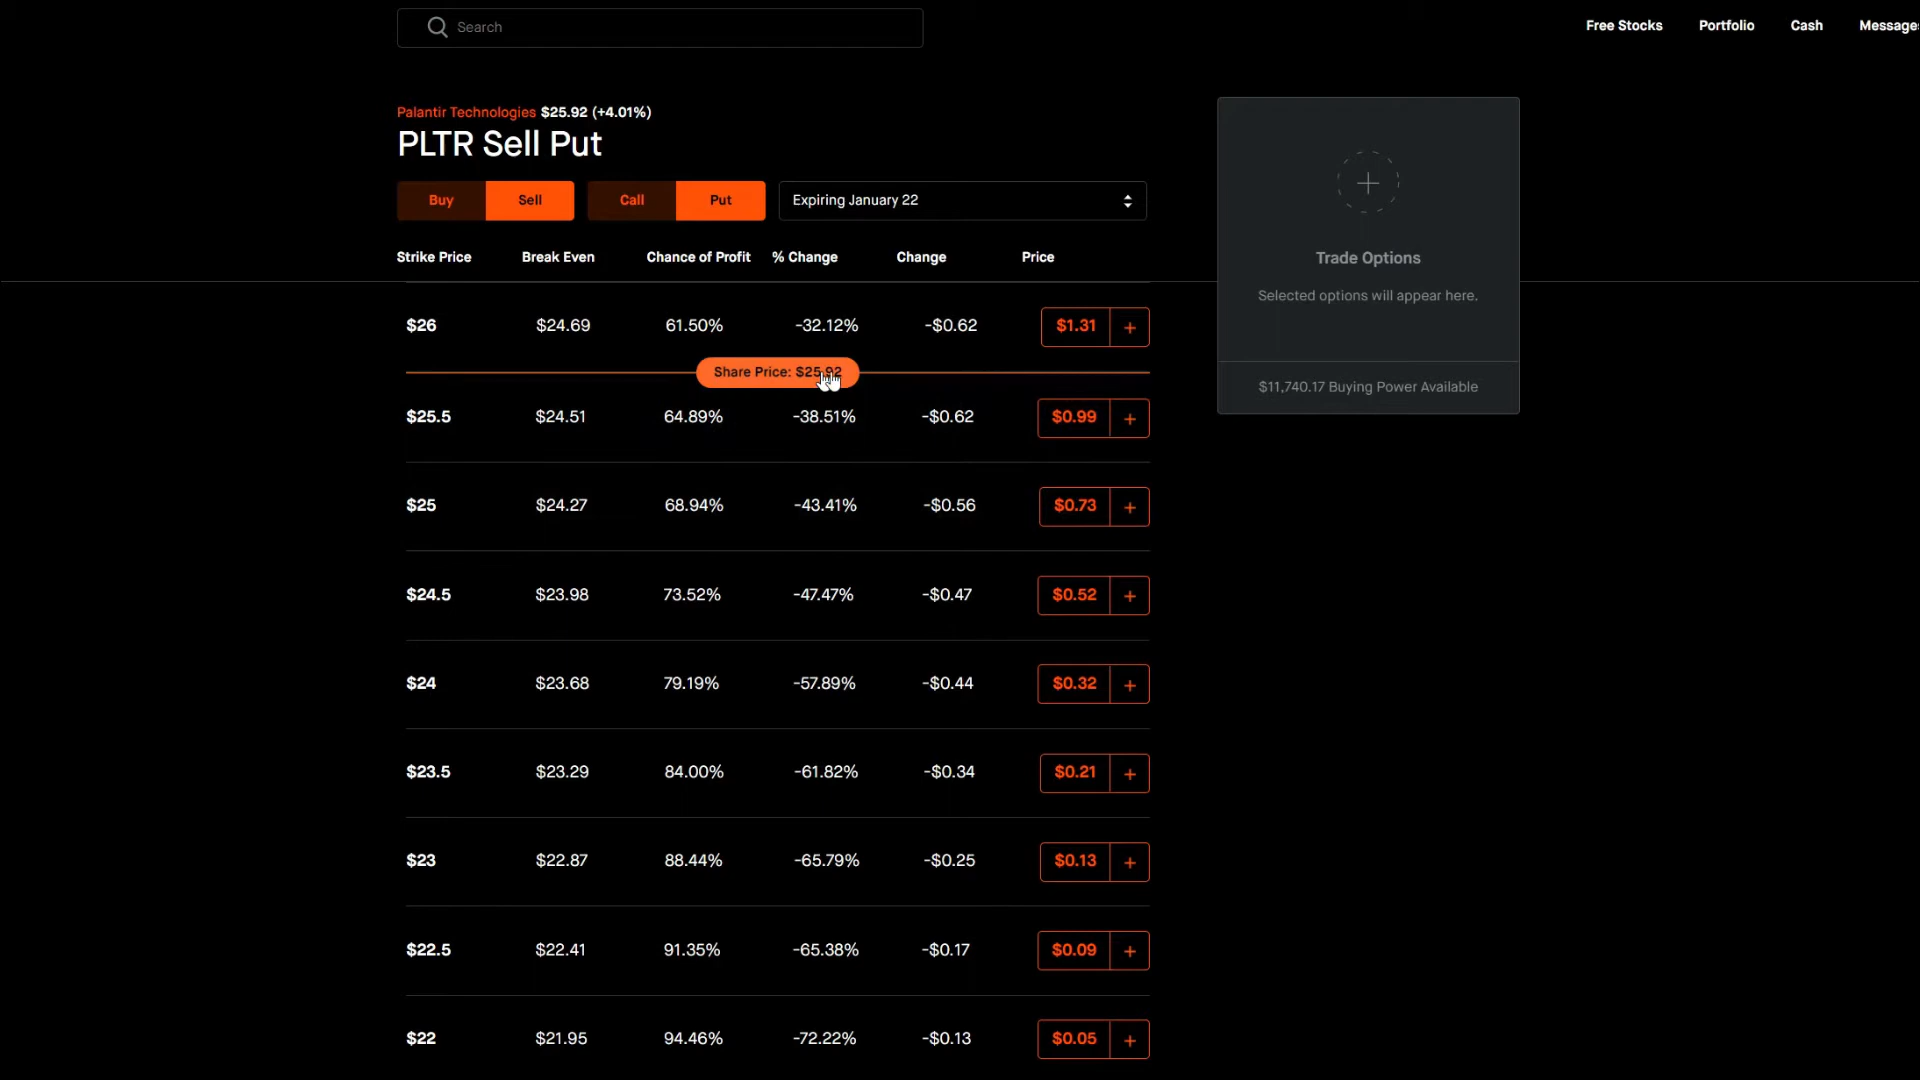 Search
Free Stocks Portfolio Cash Message
Palantir Technologies $25.92 (+4.01%)
PLTR Sell Put
Buy Sell Call Put Expiring January 22
Strike Price Break Even Chance of Profit % Change Change Price
$26 $24.69 61.50% -32.12% -$0.62 $1.31 +
Share Price: $25.92
$25.5 $24.51 64.89% -38.51% -$0.62 $0.99 +
$25 $24.27 68.94% -43.41% -$0.56 $0.73 +
$24.5 $23.98 73.52% -47.47% -$0.47 $0.52 +
$24 $23.68 79.19% -57.89% -$0.44 $0.32 +
$23.5 $23.29 84.00% -61.82% -$0.34 $0.21 +
$23 $22.87 88.44% -65.79% -$0.25 $0.13 +
$22.5 $22.41 91.35% -65.38% -$0.17 $0.09 +
$22 $21.95 94.46% -72.22% -$0.13 $0.05 +
Trade Options
Selected options will appear here.
$11,740.17 Buying Power Available